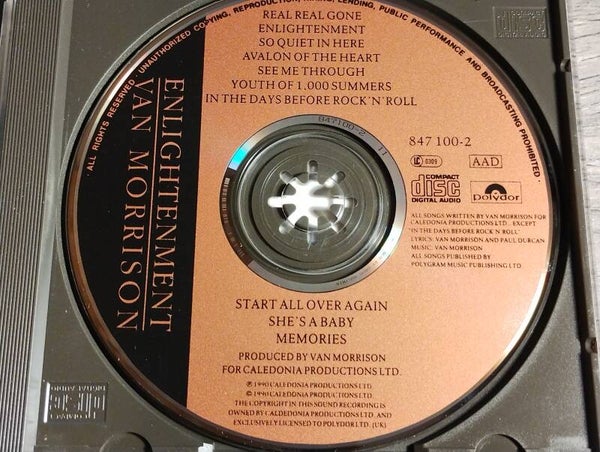 REAL REAL GONE
ENLIGHTENMENT
SO QUIET IN HERE
AVALON OF THE HEART
SEE ME THROUGH
YOUTH OF 1,000 SUMMERS
IN THE DAYS BEFORE ROCK 'N' ROLL
ENLIGHTENMENT
VAN MORRISON
· ALL RIGHTS RESERVED · UNAUTHORIZED COPYING, REPRODUCTION, HIRING, LENDING, PUBLIC PERFORMANCE AND BROADCASTING PROHIBITED ·
847 100-2
847 100-2
LC 0309
AAD
COMPACT
disc
DIGITAL AUDIO
polydor
ALL SONGS WRITTEN BY VAN MORRISON FOR
CALEDONIA PRODUCTIONS LTD., EXCEPT
'IN THE DAYS BEFORE ROCK 'N' ROLL'
LYRICS: VAN MORRISON AND PAUL DURCAN
MUSIC: VAN MORRISON
ALL SONGS PUBLISHED BY
POLYGRAM MUSIC PUBLISHING LTD.
START ALL OVER AGAIN
SHE'S A BABY
MEMORIES
PRODUCED BY VAN MORRISON
FOR CALEDONIA PRODUCTIONS LTD.
℗ 1990 CALEDONIA PRODUCTIONS LTD.
© 1990 CALEDONIA PRODUCTIONS LTD.
THE COPYRIGHT IN THIS SOUND RECORDING IS
OWNED BY CALEDONIA PRODUCTIONS LTD. AND
EXCLUSIVELY LICENSED TO POLYDOR LTD. (UK)